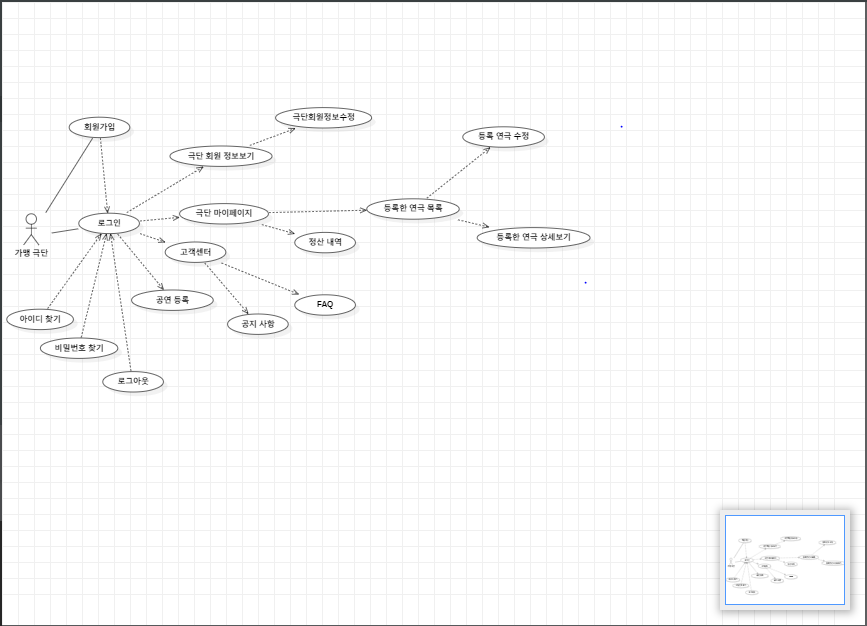 극단회원정보수정
회원가입
등록 연극 수정
극단 회원 정보보기
등록한 연극 목록
극단 마이페이지
로그인
등록한 연극 상세보기
정산 내역
고객센터
가맹 극단
공연 등록
FAQ
아이디 찾기
공지 사항
비밀번호 찾기
로그아웃